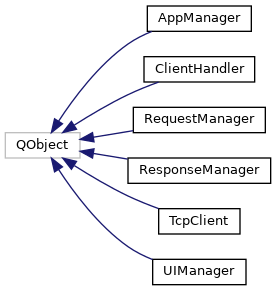 AppManager
ClientHandler
RequestManager
QObject
ResponseManager
TcpClient
UIManager